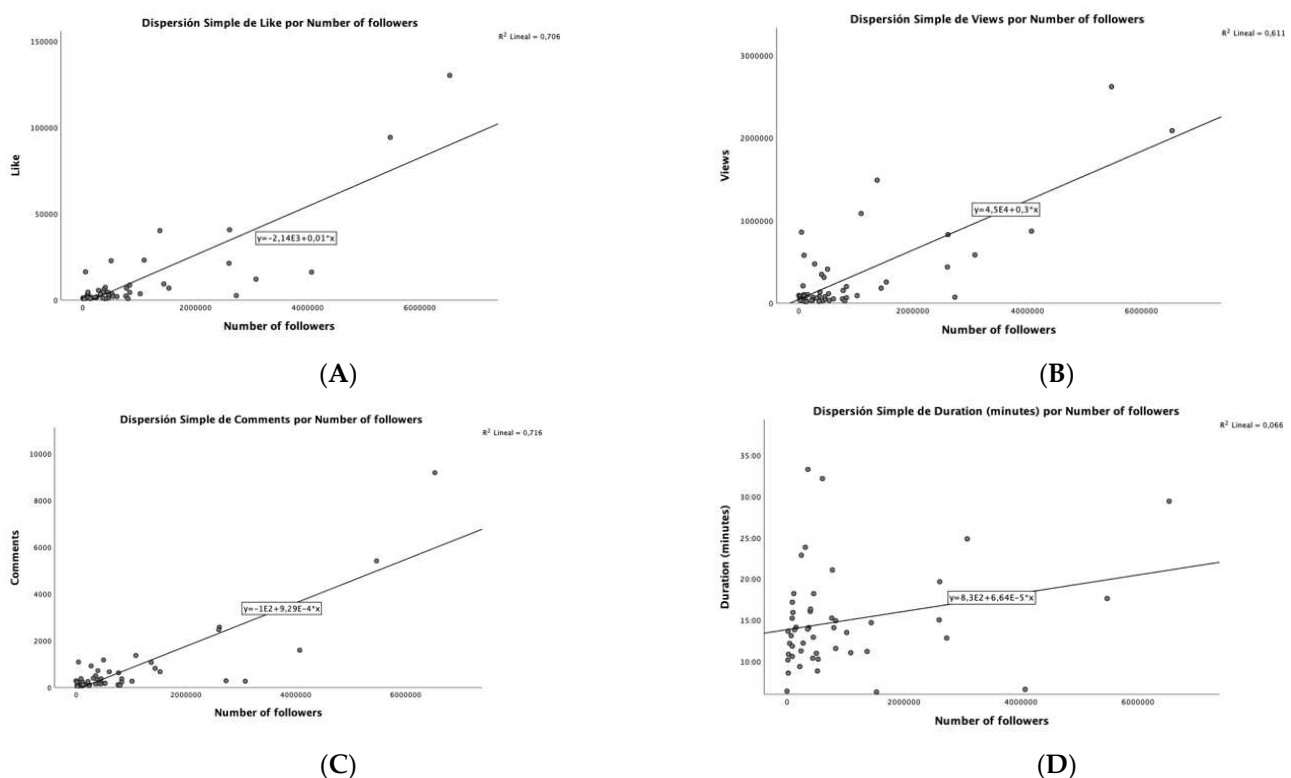 Dispersión Simple de Like por Number of followers
R2 Lineal = 0,706
150000
100000
50000
0
Like
y=-2,14E3+0,01*x
0 2000000 4000000 6000000
Number of followers
(A)
Dispersión Simple de Views por Number of followers
R2 Lineal = 0,611
3000000
2000000
1000000
0
Views
y=4,5E4+0,3*x
0 2000000 4000000 6000000
Number of followers
(B)
Dispersión Simple de Comments por Number of followers
R2 Lineal = 0,716
10000
8000
6000
4000
2000
0
Comments
y=-1E2+9,29E-4*x
0 2000000 4000000 6000000
Number of followers
(C)
Dispersión Simple de Duration (minutes) por Number of followers
R2 Lineal = 0,066
35:00
30:00
25:00
20:00
15:00
10:00
Duration (minutes)
y=8,3E2+6,64E-5*x
0 2000000 4000000 6000000
Number of followers
(D)